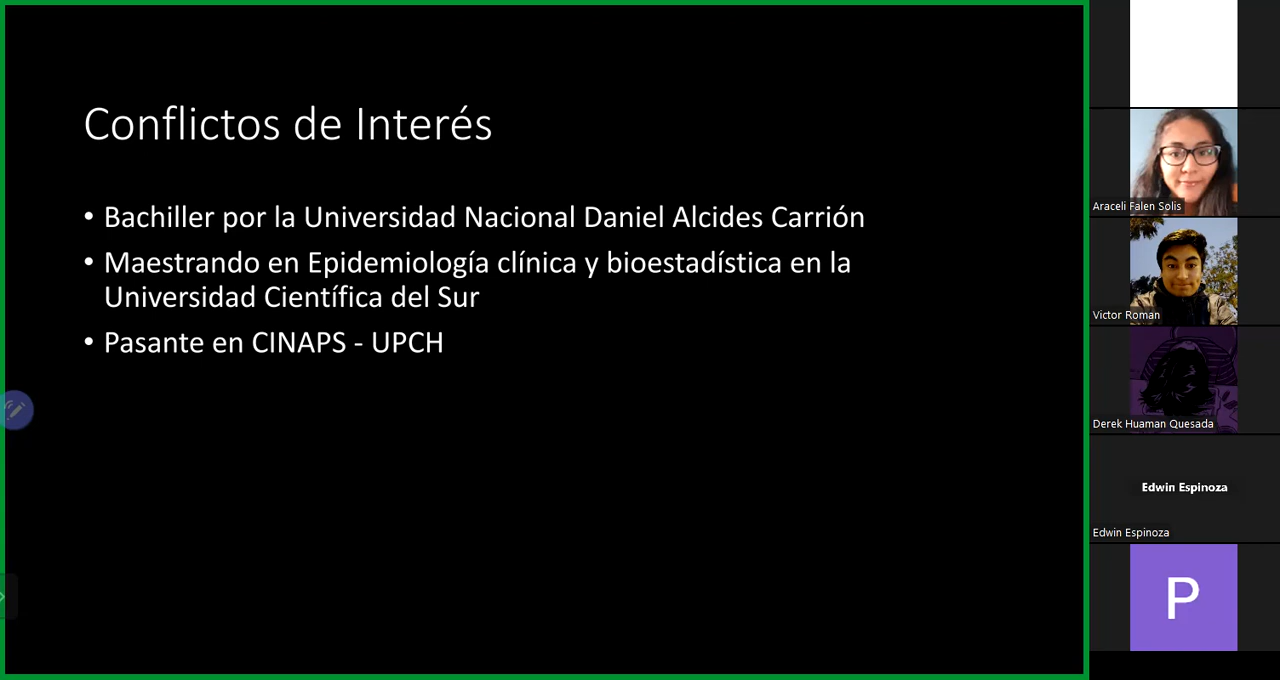 Conflictos de Interés
• Bachiller por la Universidad Nacional Daniel Alcides Carrión
• Maestrando en Epidemiología clínica y bioestadística en la
Universidad Científica del Sur
• Pasante en CINAPS - UPCH
Araceli Falen Solis
Victor Roman
Derek Huaman Quesada
Edwin Espinoza
Edwin Espinoza
P